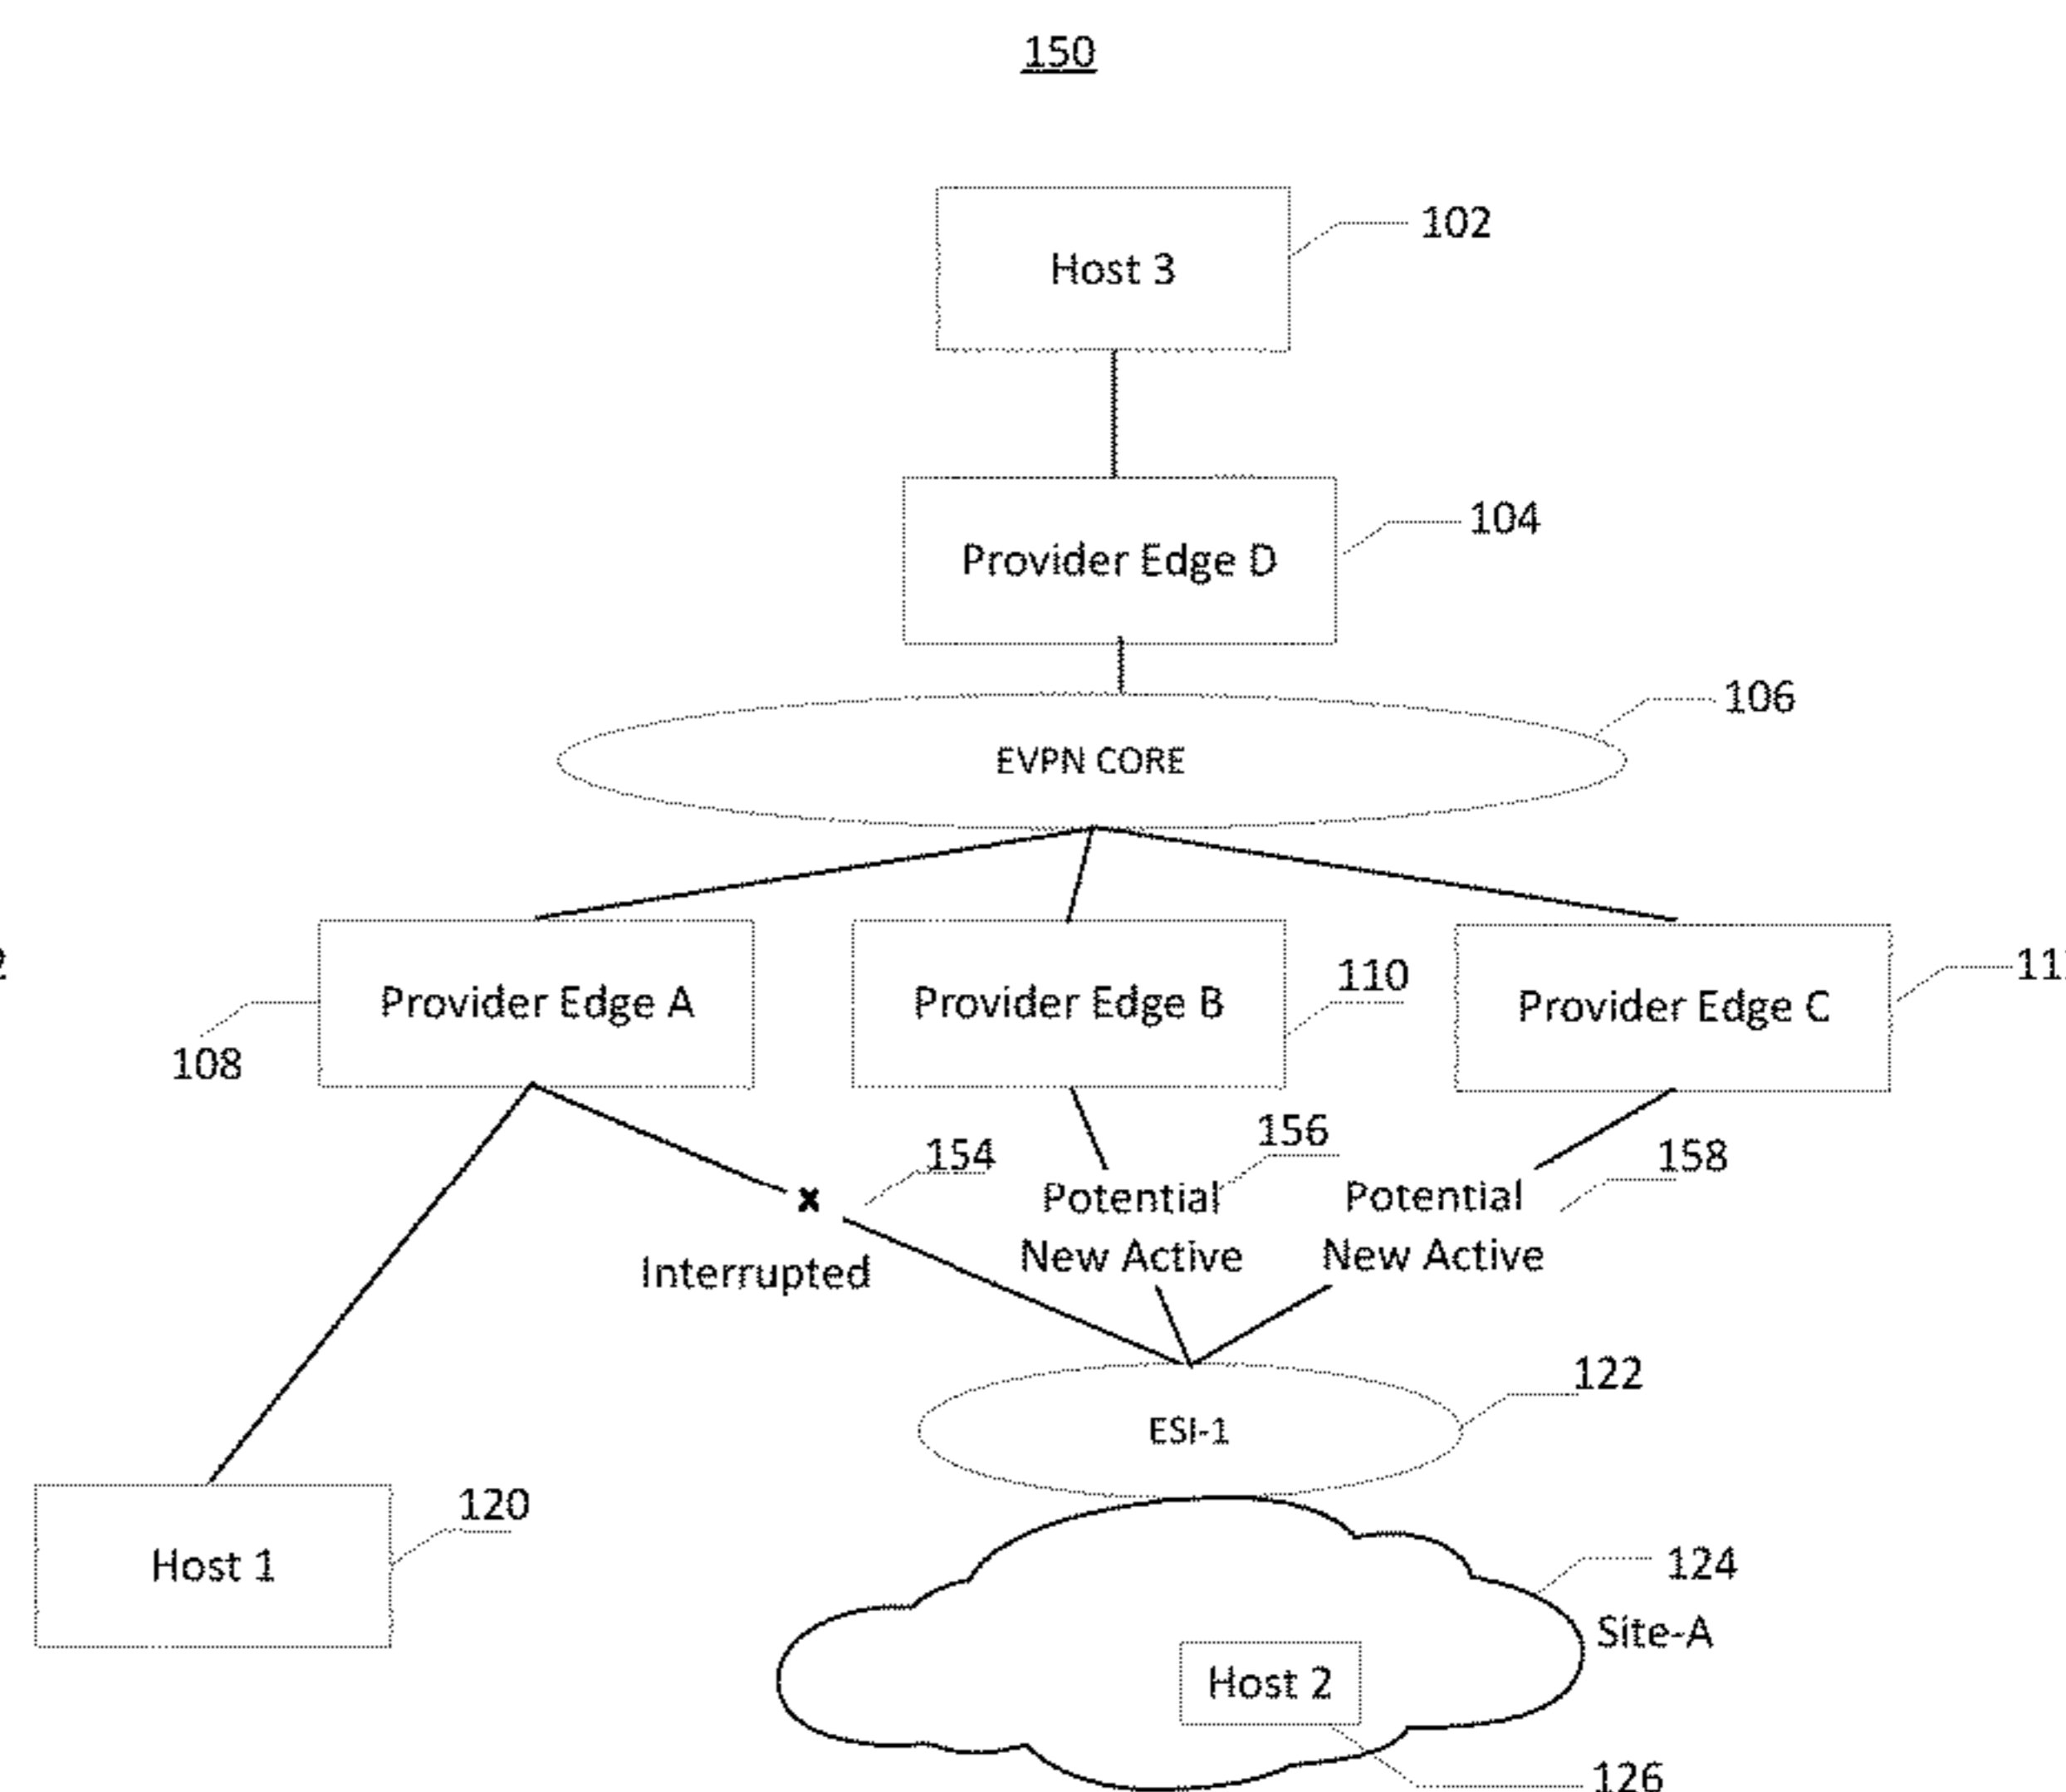 150
102
Host 3
104
Provider Edge D
106
EVPN CORE
2
Provider Edge A
108
Provider Edge B
110
Provider Edge C
11
154
Interrupted
156
Potential
New Active
158
Potential
New Active
122
ESI-1
120
Host 1
124
Site-A
Host 2
126